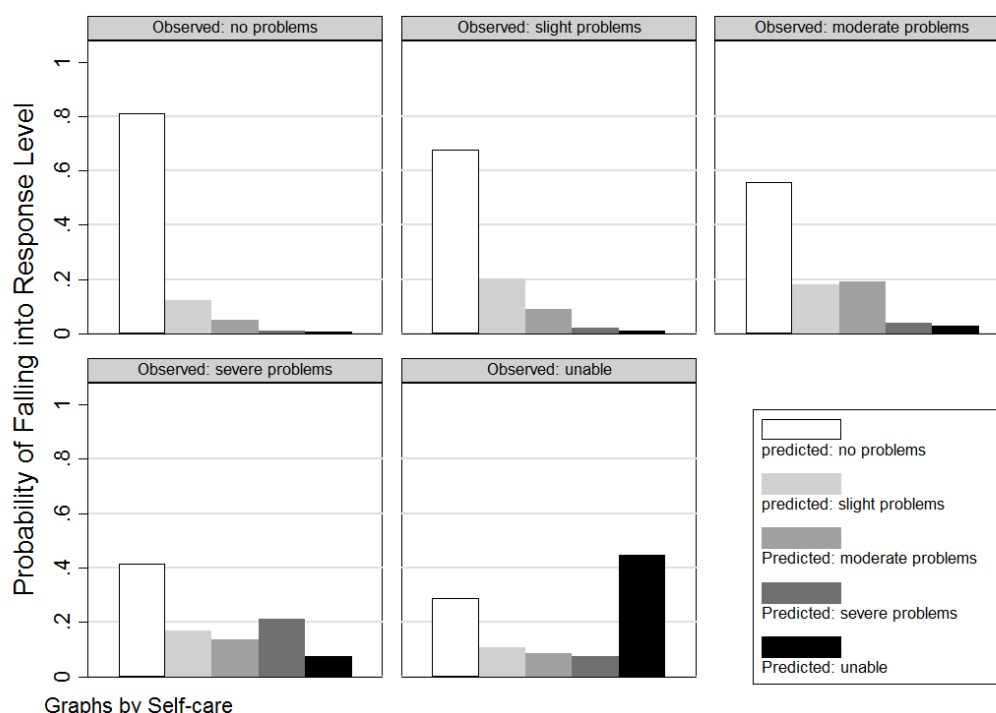 Observed: no problems
Observed: slight problems
Observed: moderate problems
Probability of Falling into Response Level
1
.8
.6
.4
.2
0
Observed: severe problems
Observed: unable
1
.8
.6
.4
.2
0
predicted: no problems
predicted: slight problems
Predicted: moderate problems
Predicted: severe problems
Predicted: unable
Graphs by Self-care